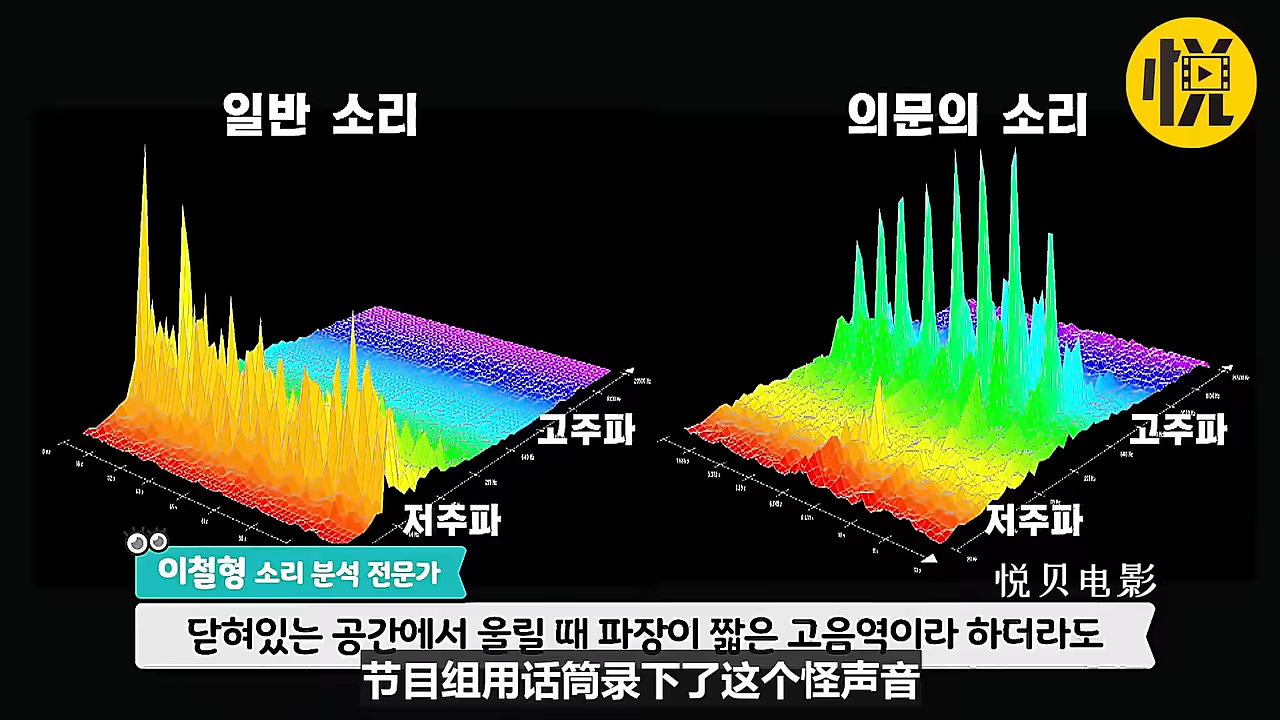 悦
일반 소리
의문의 소리
고주파
고주파
저주파
저주파
이철형 소리 분석 전문가
悦贝电影
닫혀있는 공간에서 울릴 때 파장이 짧은 고음역이라 하더라도
节目组用话筒录下了这个怪声音